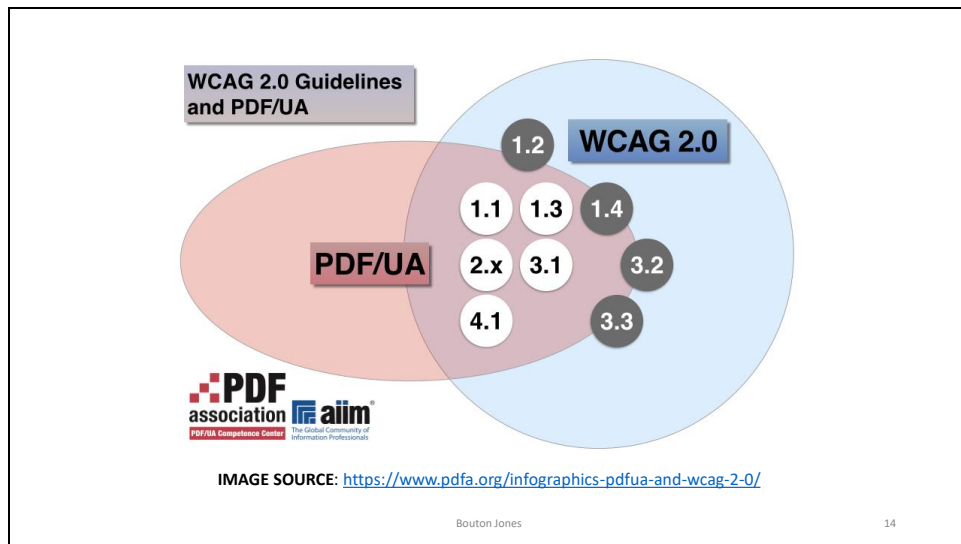 WCAG 2.0 Guidelines
and PDF/UA
WCAG 2.0
1.2
1.1
1.3
1.4
PDF/UA
2.x
3.1
3.2
4.1
3.3
PDF
association
PDF/UA Competence Center
aiim®
The Global Community of
Information Professionals
IMAGE SOURCE: https://www.pdfa.org/infographics-pdfua-and-wcag-2-0/
Bouton Jones
14